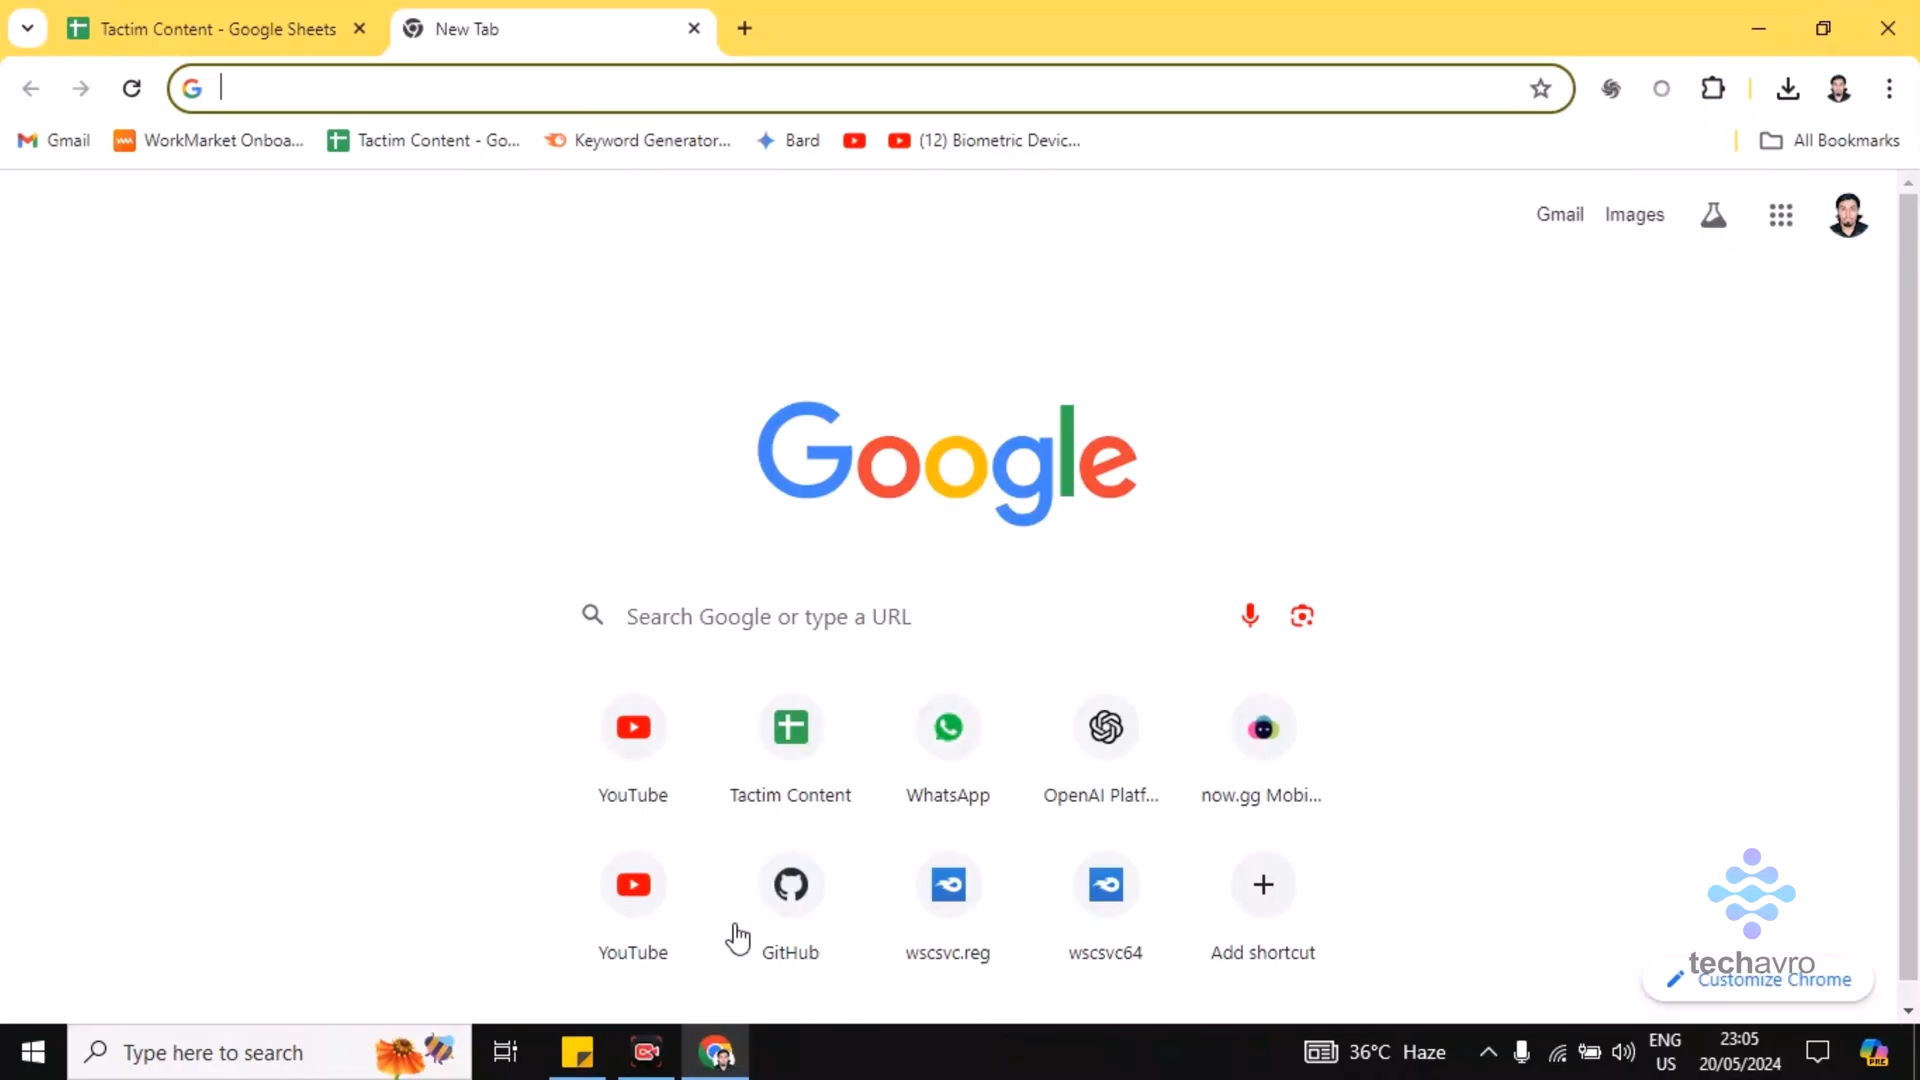 Tactim Content - Google Sheets
New Tab
Gmail
WorkMarket Onboa...
Tactim Content - Go...
Keyword Generator...
Bard
(12) Biometric Devic...
All Bookmarks
Gmail
Images
Google
Search Google or type a URL
YouTube
Tactim Content
WhatsApp
OpenAI Platf...
now.gg Mobi...
YouTube
GitHub
wscsvc.reg
wscsvc64
Add shortcut
techavro
Customize Chrome
Type here to search
36°C Haze
ENG
US
23:05
20/05/2024
PRE